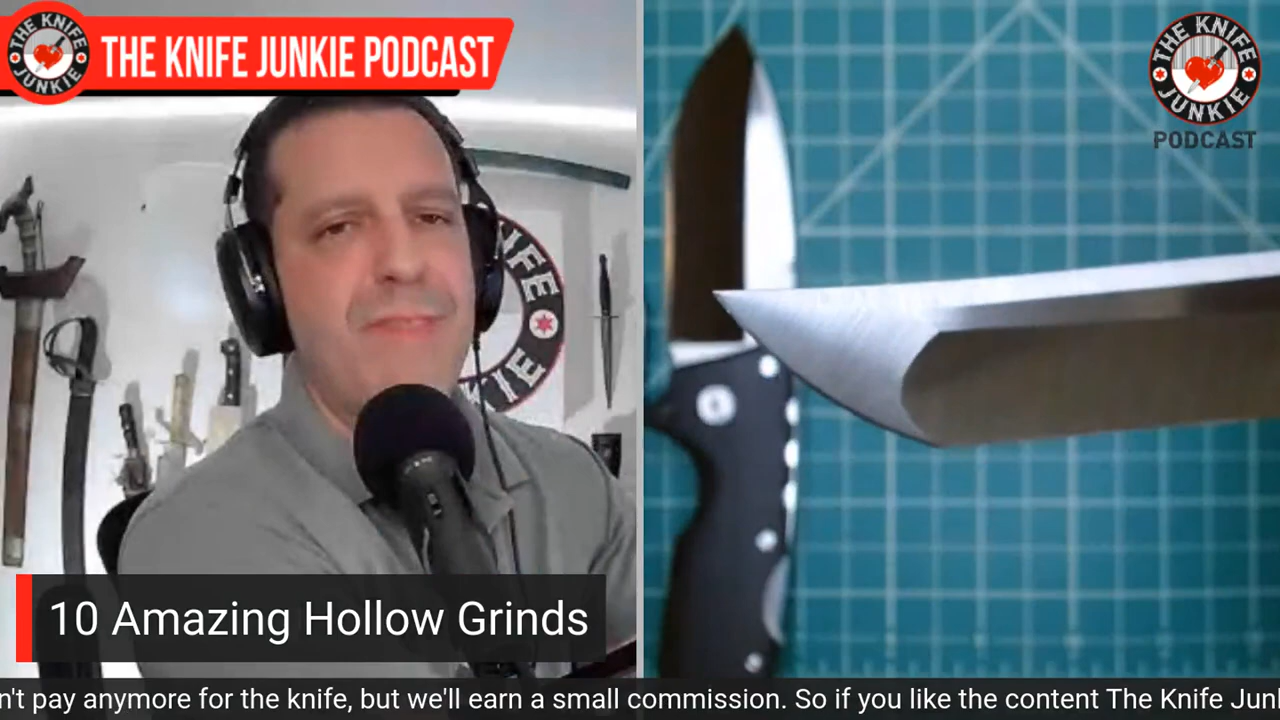 THE KNIFE
JUNKIE
THE KNIFE JUNKIE PODCAST
THE KNIFE
JUNKIE
PODCAST
10 Amazing Hollow Grinds
n't pay anymore for the knife, but we'll earn a small commission. So if you like the content The Knife Junk